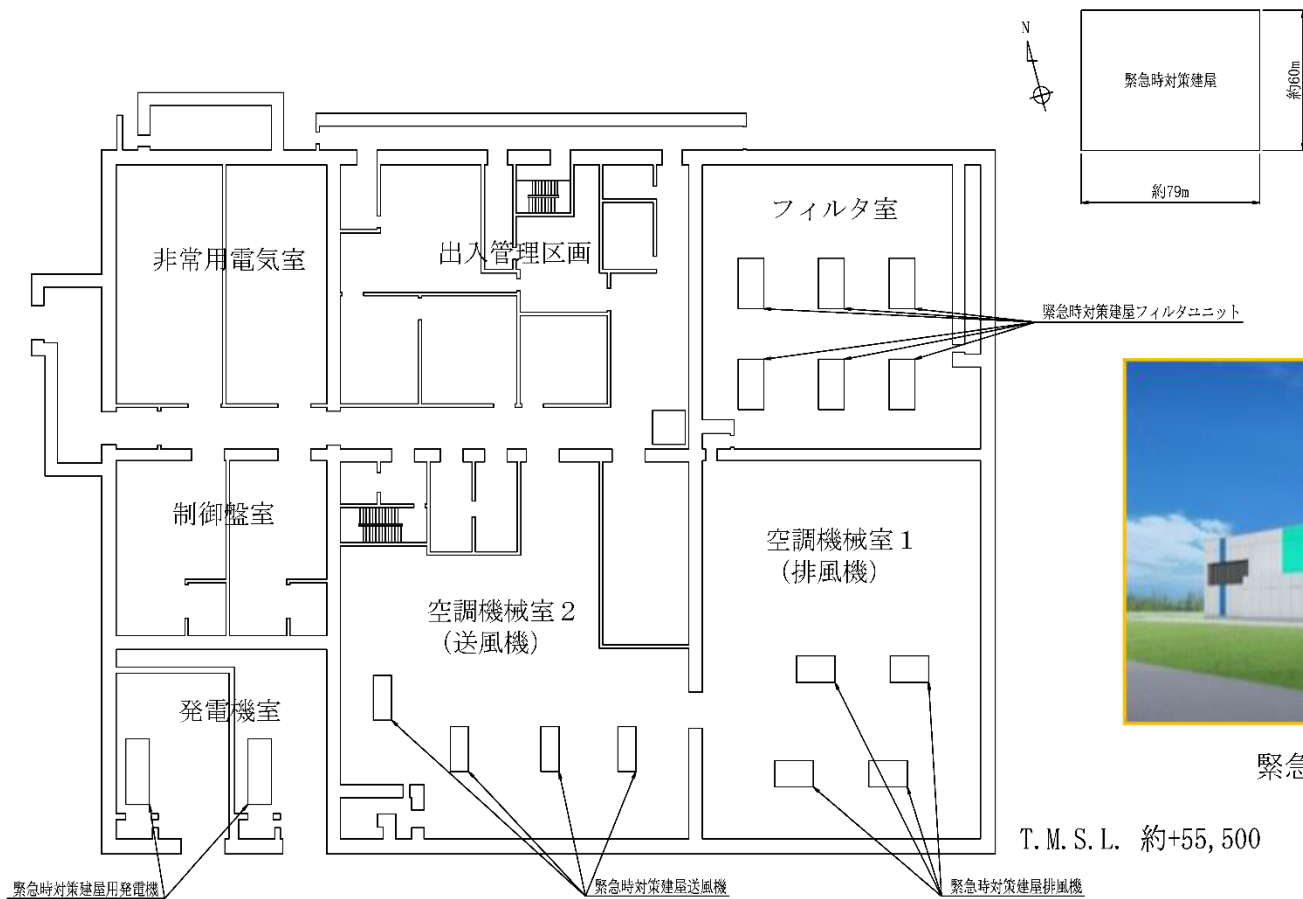 N
緊急時対策建屋
約60m
約79m
フィルタ室
非常用電気室
出入管理区画
緊急時対策建屋フィルタユニット
制御盤室
空調機械室1
(排風機)
空調機械室2
(送風機)
発電機室
緊急
T.M.S.L. 約+55,500
緊急時対策建屋用発電機
緊急時対策建屋送風機
緊急時対策建屋排風機